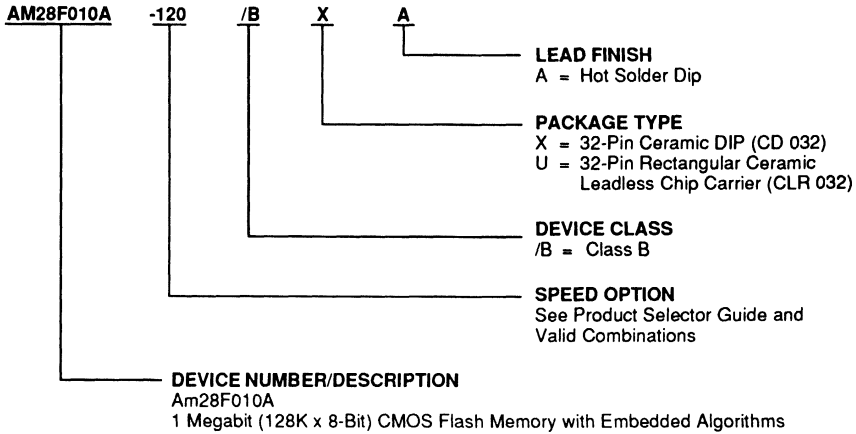 AM28F010A -120 /B X A
LEAD FINISH
A = Hot Solder Dip
PACKAGE TYPE
X = 32-Pin Ceramic DIP (CD 032)
U = 32-Pin Rectangular Ceramic
Leadless Chip Carrier (CLR 032)
DEVICE CLASS
/B = Class B
SPEED OPTION
See Product Selector Guide and
Valid Combinations
DEVICE NUMBER/DESCRIPTION
Am28F010A
1 Megabit (128K x 8-Bit) CMOS Flash Memory with Embedded Algorithms